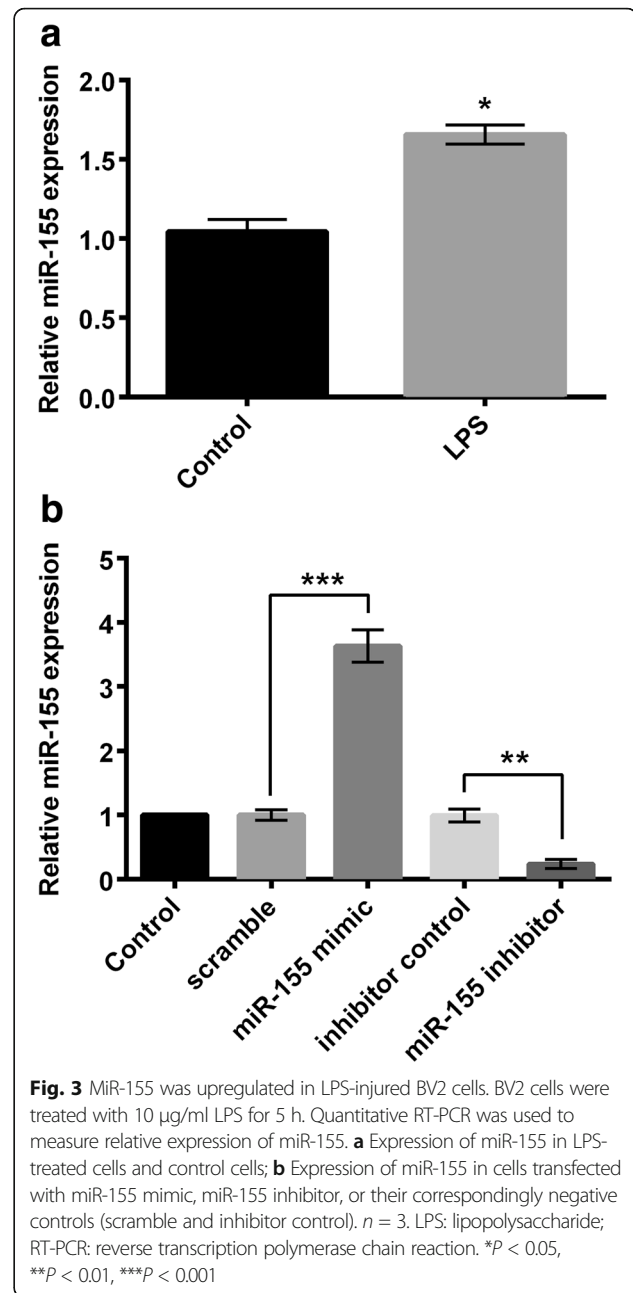 a
Relative miR-155 expression
2.0
1.5
1.0
0.5
0.0
*
Control
LPS
b
Relative miR-155 expression
5
4
3
2
1
0
***
**
Control
scramble
miR-155 mimic
inhibitor control
miR-155 inhibitor
Fig. 3 MiR-155 was upregulated in LPS-injured BV2 cells. BV2 cells were
treated with 10 μg/ml LPS for 5 h. Quantitative RT-PCR was used to
measure relative expression of miR-155. a Expression of miR-155 in LPS-
treated cells and control cells; b Expression of miR-155 in cells transfected
with miR-155 mimic, miR-155 inhibitor, or their correspondingly negative
controls (scramble and inhibitor control). n = 3. LPS: lipopolysaccharide;
RT-PCR: reverse transcription polymerase chain reaction. *P < 0.05,
**P < 0.01, ***P < 0.001